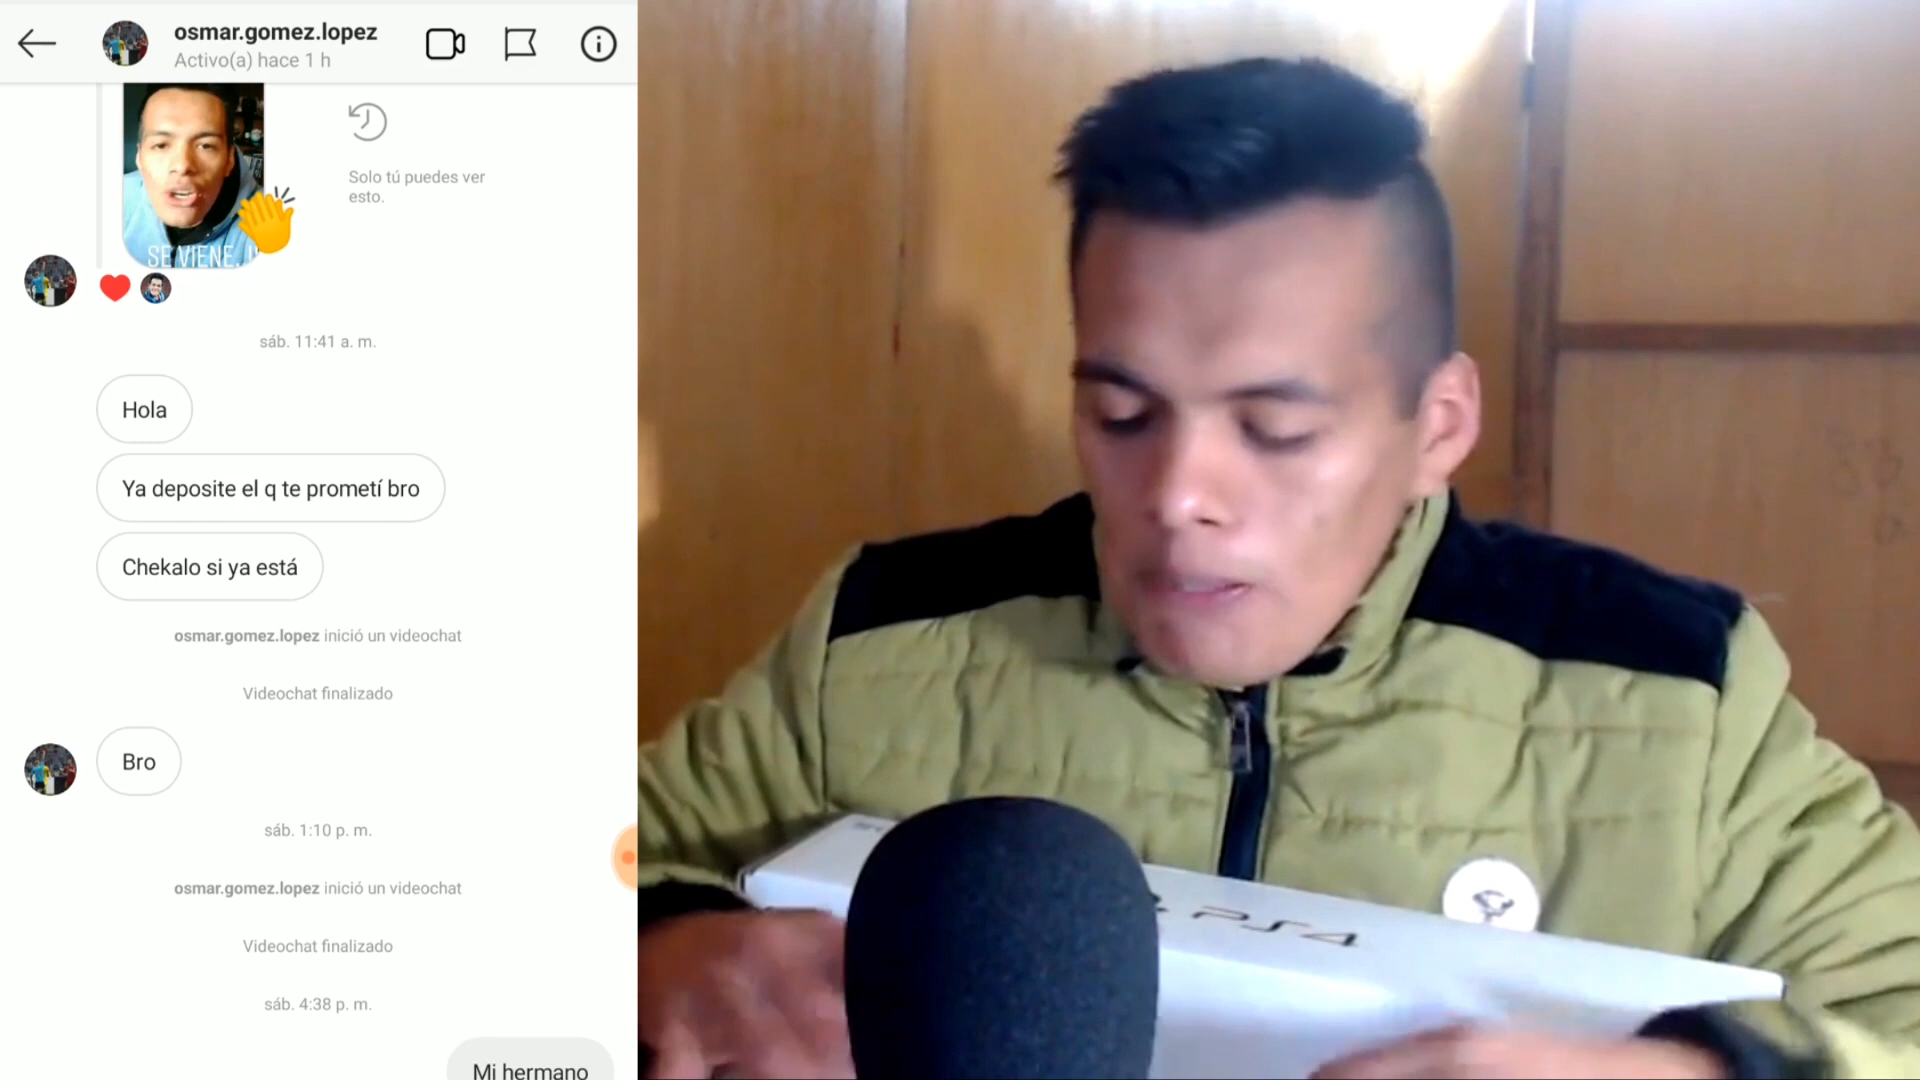 osmar.gomez.lopez
Activo(a) hace 1 h
Solo tú puedes ver
esto.
SE VIENE.
sáb. 11:41 a. m.
Hola
Ya deposite el q te prometí bro
Chekalo si ya está
osmar.gomez.lopez inició un videochat
Videochat finalizado
Bro
sáb. 1:10 p. m.
osmar.gomez.lopez inició un videochat
Videochat finalizado
sáb. 4:38 p. m.
Mi hermano
PS4